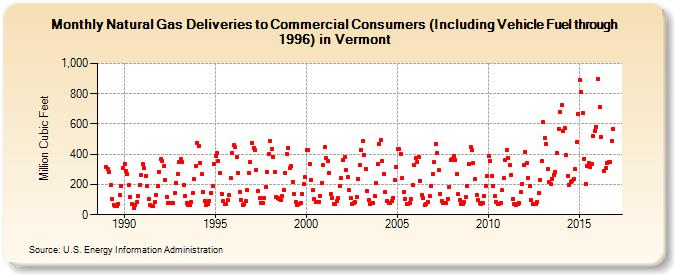 Monthly Natural Gas Deliveries to Commercial Consumers (Including Vehicle Fuel through
1996) in Vermont
Million Cubic Feet
1,000
800
600
400
200
0
1990 1995 2000 2005 2010 2015
Source: U.S. Energy Information Administration